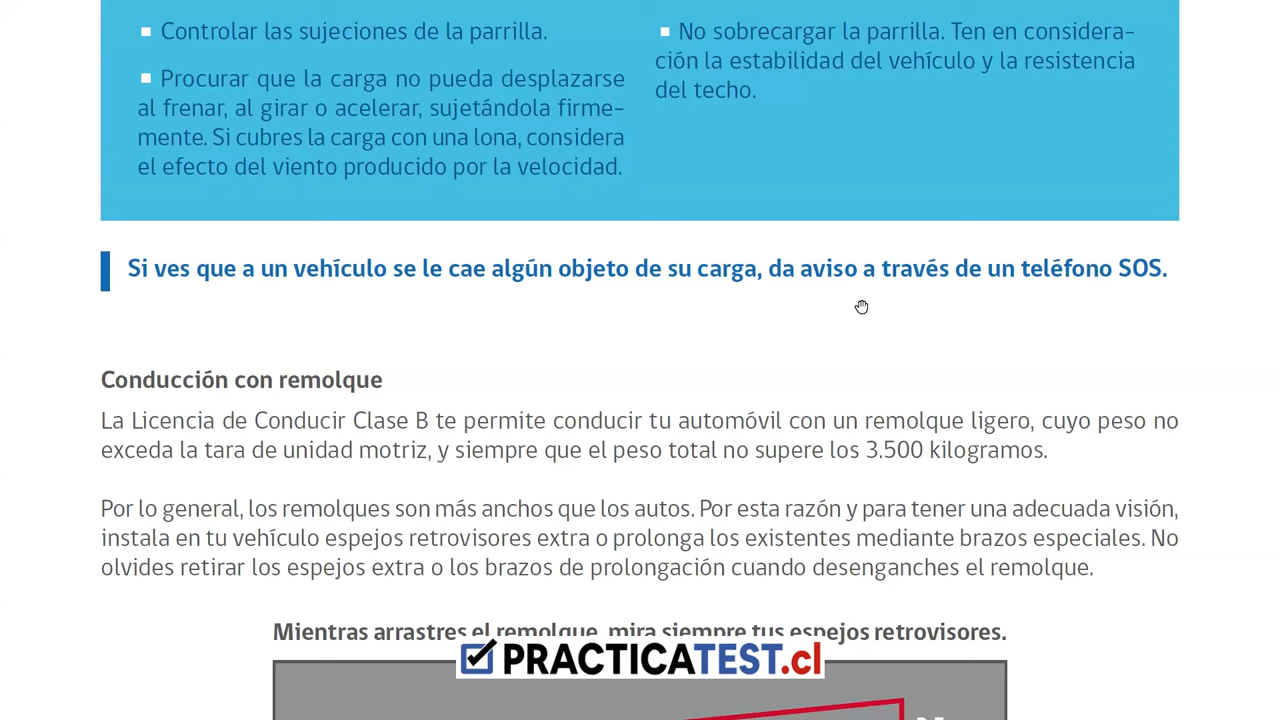 Controlar las sujeciones de la parrilla.
Procurar que la carga no pueda desplazarse
al frenar, al girar o acelerar, sujetándola firme-
mente. Si cubres la carga con una lona, considera
el efecto del viento producido por la velocidad.
No sobrecargar la parrilla. Ten en considera-
ción la estabilidad del vehículo y la resistencia
del techo.
Si ves que a un vehículo se le cae algún objeto de su carga, da aviso a través de un teléfono SOS.
Conducción con remolque
La Licencia de Conducir Clase B te permite conducir tu automóvil con un remolque ligero, cuyo peso no
exceda la tara de unidad motriz, y siempre que el peso total no supere los 3.500 kilogramos.
Por lo general, los remolques son más anchos que los autos. Por esta razón y para tener una adecuada visión,
instala en tu vehículo espejos retrovisores extra o prolonga los existentes mediante brazos especiales. No
olvides retirar los espejos extra o los brazos de prolongación cuando desenganches el remolque.
Mientras arrastres el remolque, mira siempre tus espejos retrovisores.
PRACTICATEST.cl